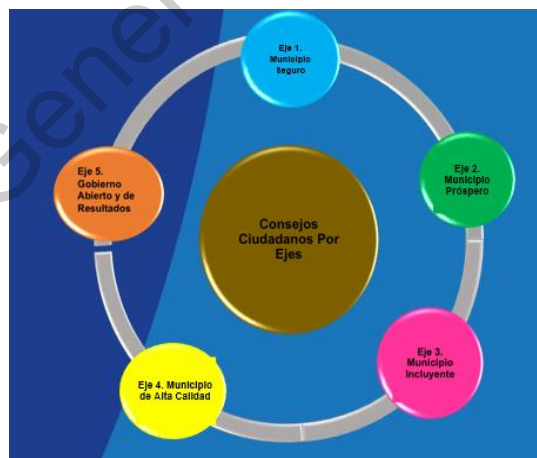 Eje 1.
Municipio
Seguro
Eje 2.
Municipio
Próspero
Eje 5.
Gobierno
Abierto y de
Resultados
Consejos
Ciudadanos Por
Ejes
Eje 3.
Municipio
Incluyente
Eje 4. Municipio
de Alta Calidad